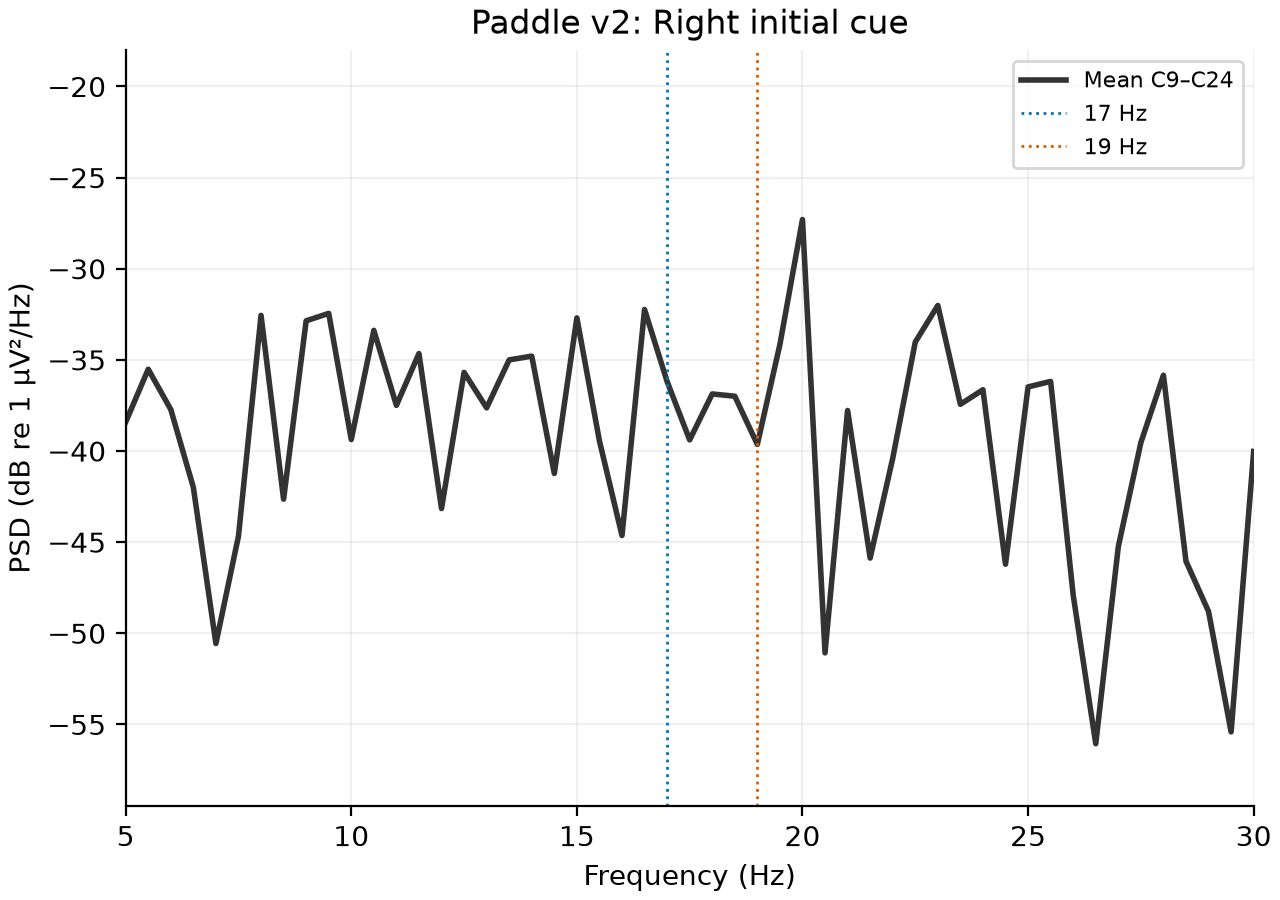 Paddle v2: Right initial cue
Mean C9–C24
17 Hz
19 Hz
PSD (dB re 1 µV²/Hz)
−20
−25
−30
−35
−40
−45
−50
−55
5 10 15 20 25 30
Frequency (Hz)